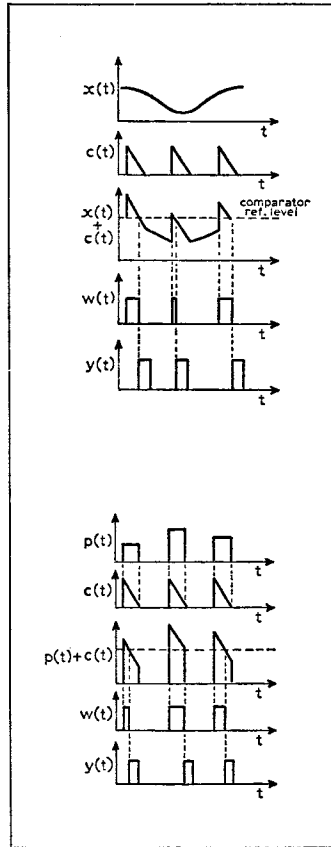 x(t)
t
c(t)
t
comparator
ref. level
x(t)
+
c(t)
t
w(t)
t
y(t)
t
p(t)
t
c(t)
t
p(t)+c(t)
t
w(t)
t
y(t)
t